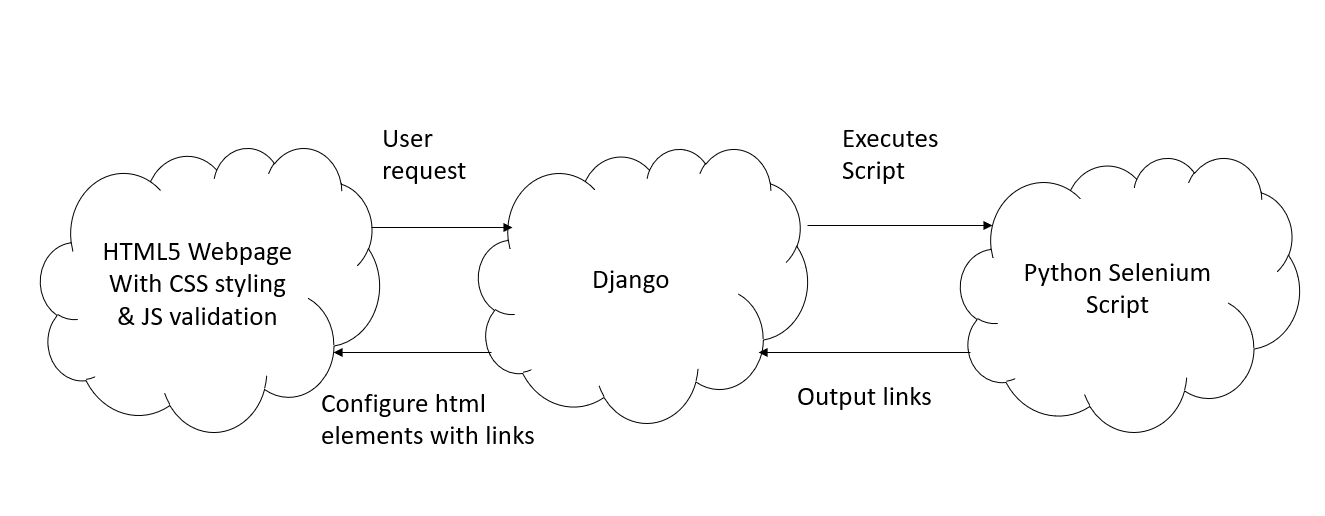 User
request
Executes
Script
HTML5 Webpage
With CSS styling
& JS validation
Django
Python Selenium
Script
Configure html
elements with links
Output links